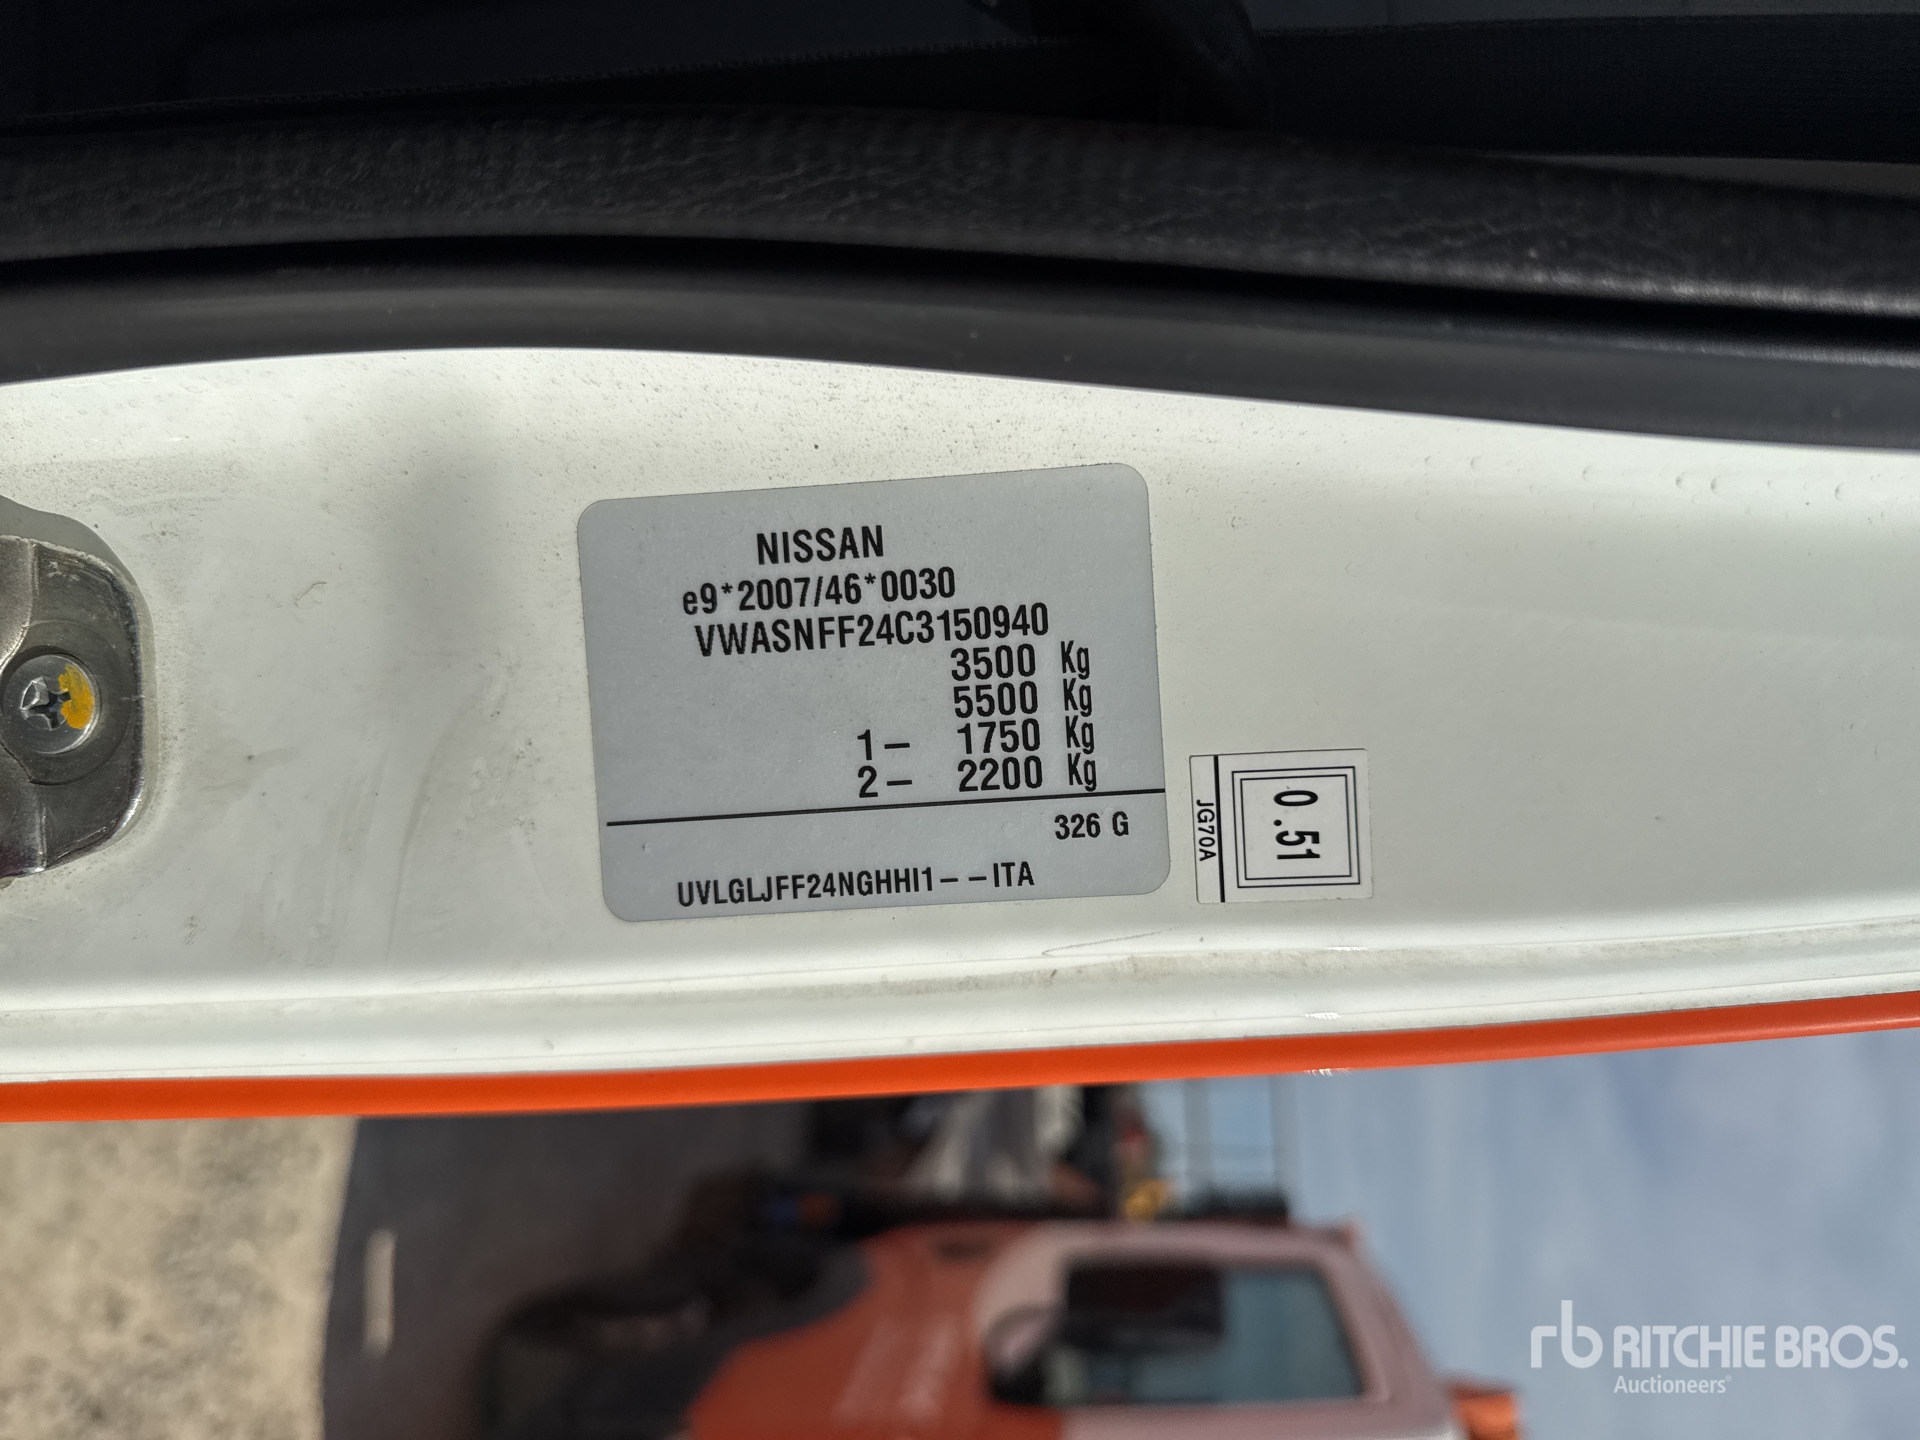 NISSAN
e9*2007/46*0030
VWASNFF24C3150940
3500 Kg
5500 Kg
1- 1750 Kg
2- 2200 Kg
326 G
UVLGLJFF24NGHHI1---ITA
JG70A
0.51
rb RITCHIE BROS.
Auctioneers